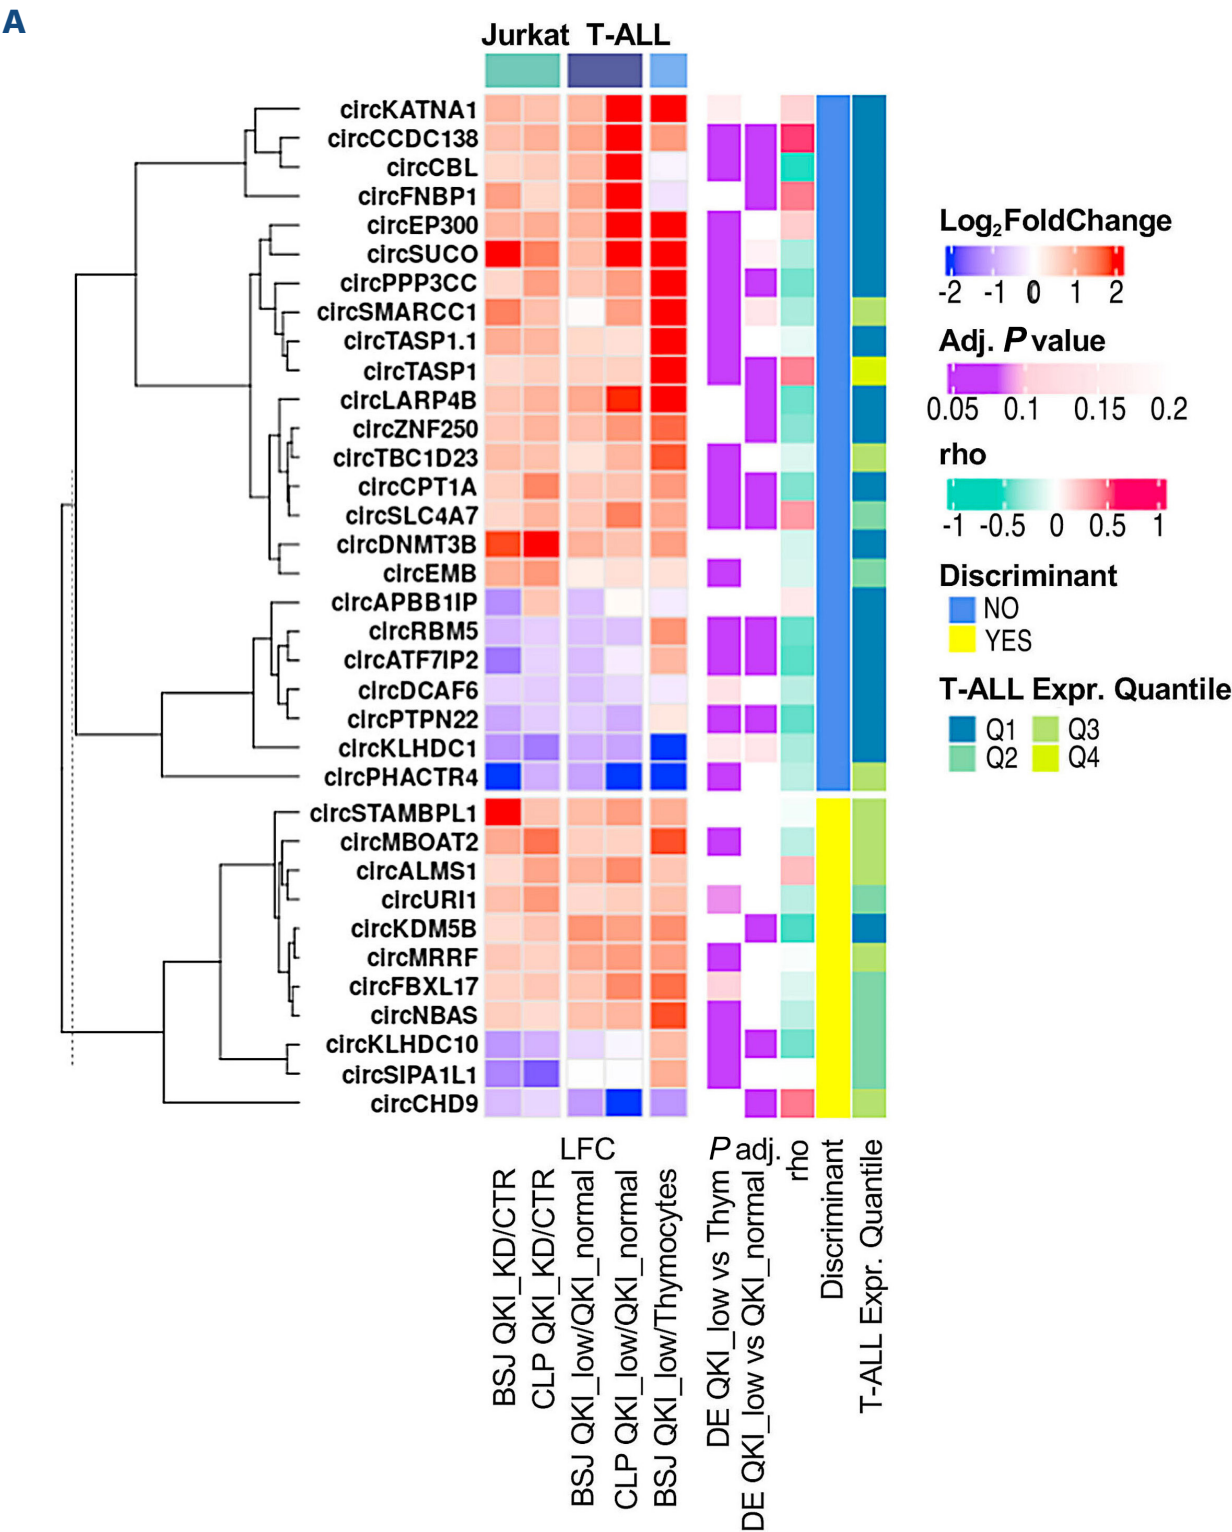 A
Jurkat T-ALL
circKATNA1
circCCDC138
circCBL
circFNBP1
circEP300
circSUCO
circPPP3CC
circSMARCC1
circTASP1.1
circTASP1
circLARP4B
circZNF250
circTBC1D23
circCPT1A
circSLC4A7
circDNMT3B
circEMB
circAPBB1IP
circRBM5
circATF7IP2
circDCAF6
circPTPN22
circKLHDC1
circPHACTR4
circSTAMBPL1
circMBOAT2
circALMS1
circURI1
circKDM5B
circMRRF
circFBXL17
circNBAS
circKLHDC10
circSIPA1L1
circCHD9
LFC
P adj.
BSJ QKI_KD/CTR
CLP QKI_KD/CTR
BSJ QKI_low/QKI_normal
CLP QKI_low/QKI_normal
BSJ QKI_low/Thymocytes
DE QKI_low vs Thym
DE QKI_low vs QKI_normal
rho
Discriminant
T-ALL Expr. Quantile
Log2FoldChange
-2 -1 0 1 2
Adj. P value
0.05 0.1 0.15 0.2
rho
-1 -0.5 0 0.5 1
Discriminant
NO
YES
T-ALL Expr. Quantile
Q1 Q3
Q2 Q4